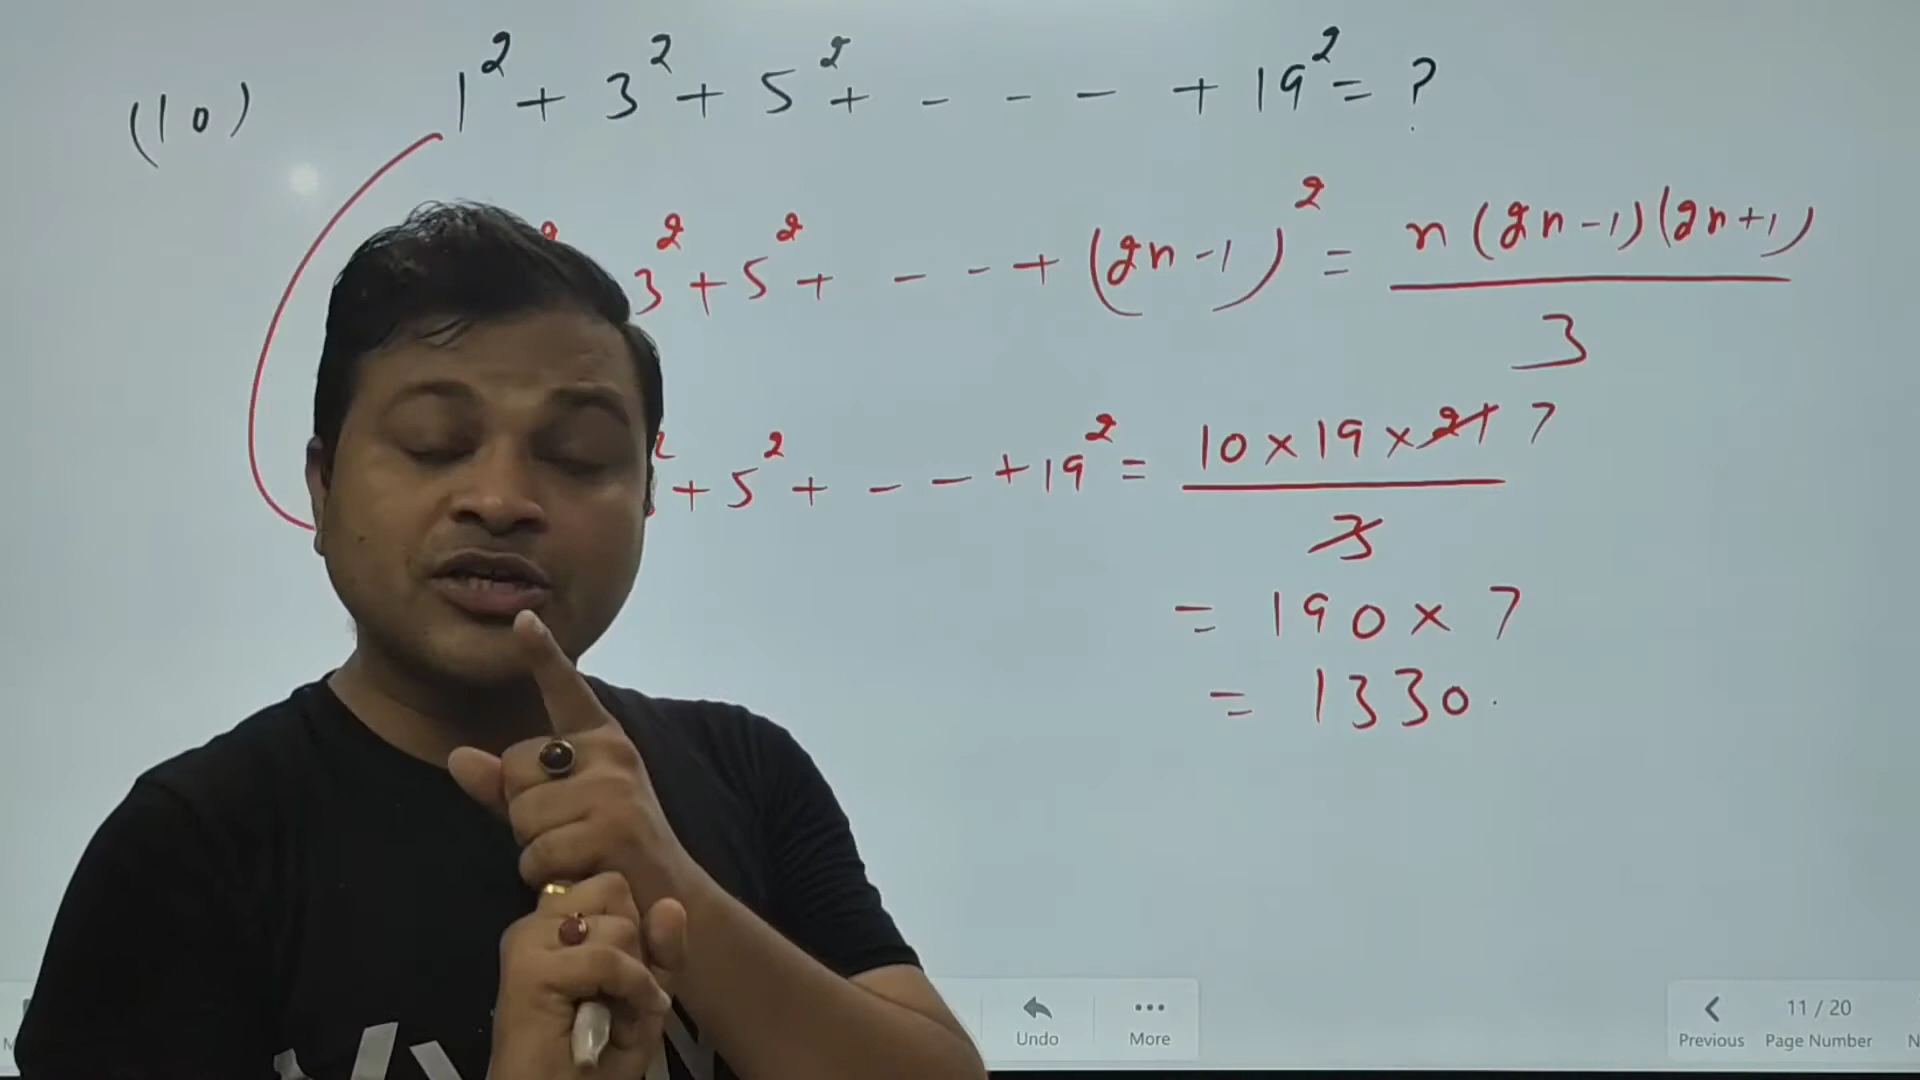 (10) 1² + 3² + 5² + - - - + 19² = ?
3² + 5² + - - + (2n-1)² = n(2n-1)(2n+1) / 3
² + 5² + - - + 19² = 10 × 19 × 21 7 / 3
= 190 × 7
= 1330.
Undo
More
Previous
11 / 20
Page Number